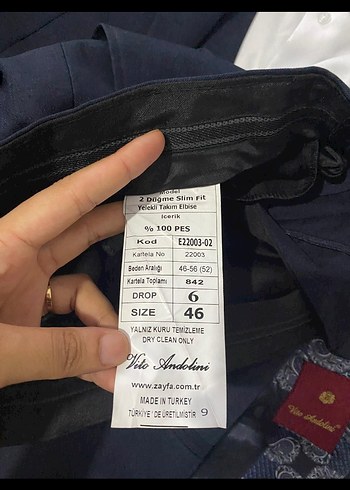 Model
2 Düğme Slim Fit
Yelekli Takım Elbise
İçerik
% 100 PES
Kod E22003-02
Kartela No 22003
Beden Aralığı 46-56 (52)
Kartela Toplamı 842
DROP 6
SIZE 46
YALNIZ KURU TEMİZLEME
DRY CLEAN ONLY
Vito Andolini
www.zayfa.com.tr
MADE IN TURKEY
TÜRKİYE'DE ÜRETİLMİŞTİR 9
Vito Andolini